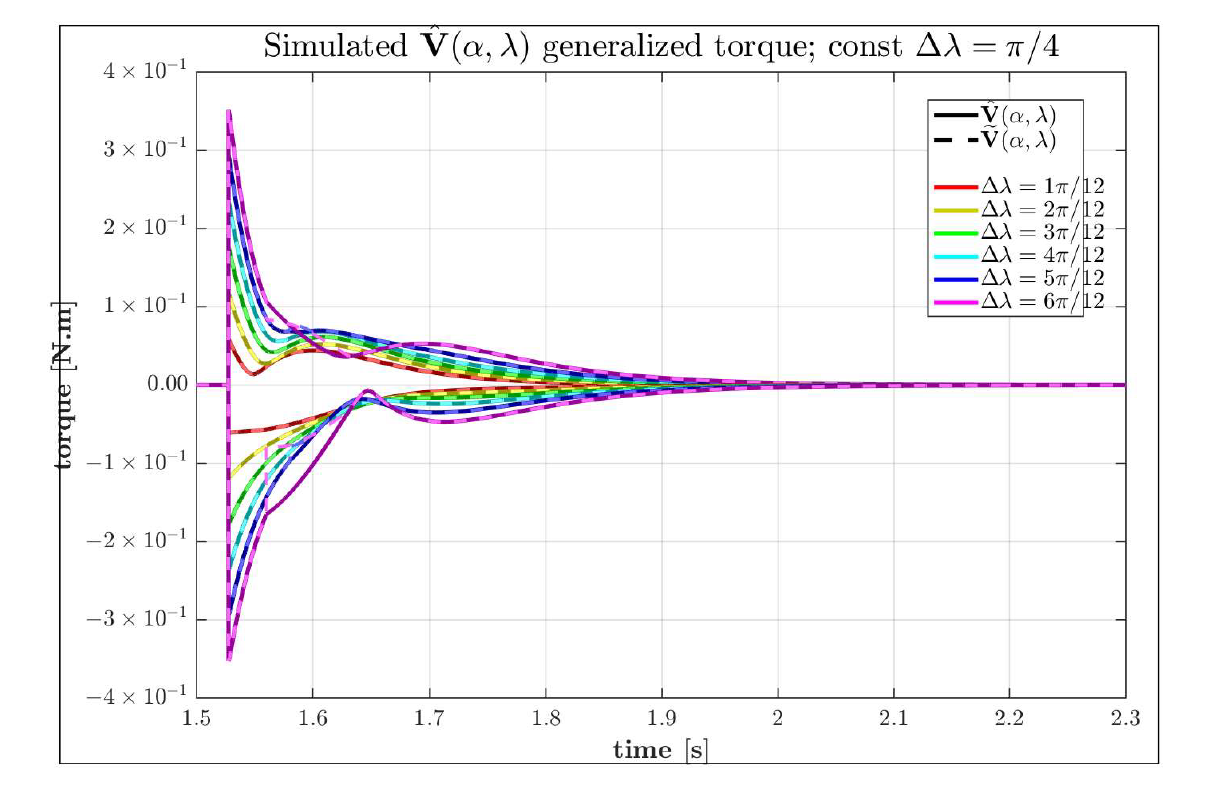 Simulated V̂(α, λ) generalized torque; const Δλ = π/4
4 × 10⁻¹
3 × 10⁻¹
2 × 10⁻¹
1 × 10⁻¹
0.00
−1 × 10⁻¹
−2 × 10⁻¹
−3 × 10⁻¹
−4 × 10⁻¹
torque [N.m]
1.5 1.6 1.7 1.8 1.9 2 2.1 2.2 2.3
time [s]
V̂(α, λ)
Ṽ(α, λ)
Δλ = 1π/12
Δλ = 2π/12
Δλ = 3π/12
Δλ = 4π/12
Δλ = 5π/12
Δλ = 6π/12